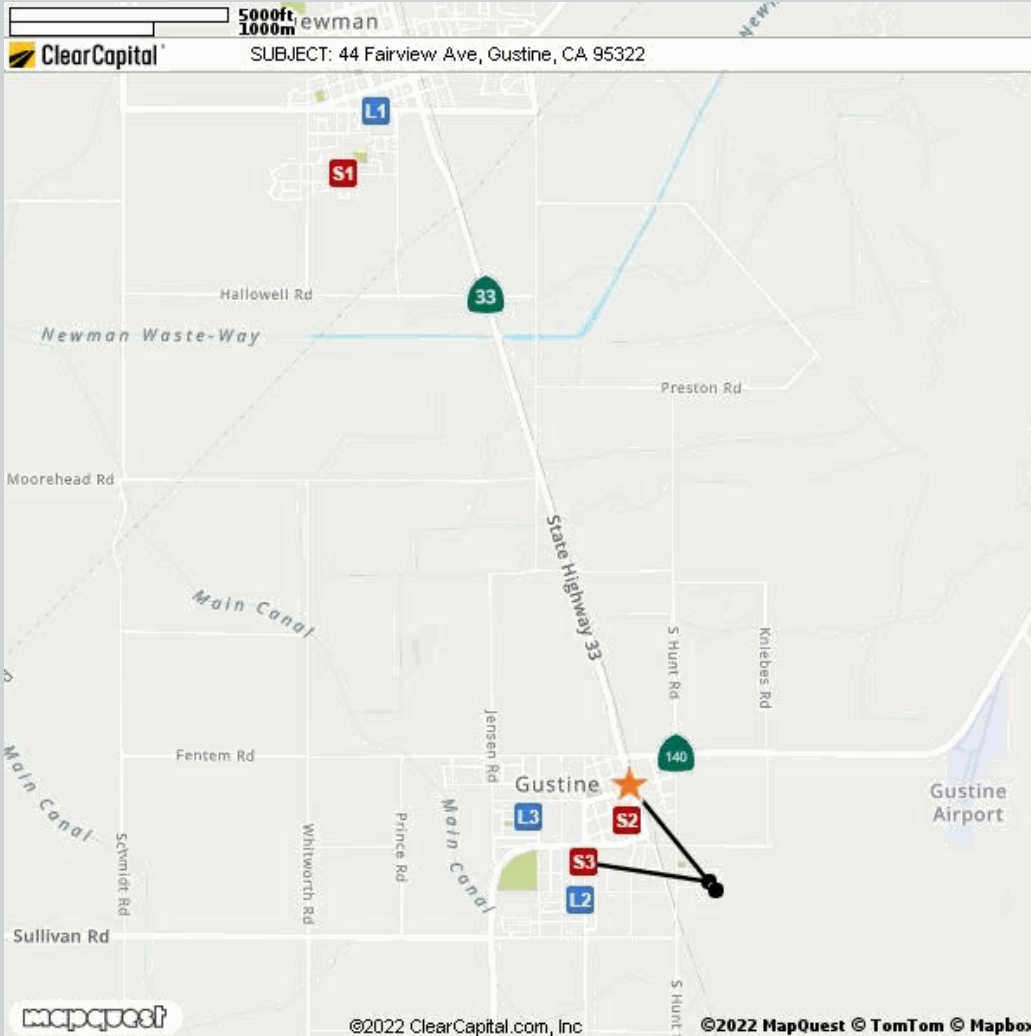 5000ft
1000m
ewman
ClearCapital
SUBJECT: 44 Fairview Ave, Gustine, CA 95322
L1
S1
Hallowell Rd
33
Newman Waste-Way
Preston Rd
Moorehead Rd
State Highway 33
Main Canal
S Hunt Rd
Kniebes Rd
Jensen Rd
Fentem Rd
140
Gustine
Gustine
Airport
Main Canal
L3
S2
Main Canal
Prince Rd
Whitworth Rd
Schmidt Rd
S3
L2
Sullivan Rd
S Hunt
mapquest
©2022 ClearCapital.com, Inc
©2022 MapQuest © TomTom © Mapbox